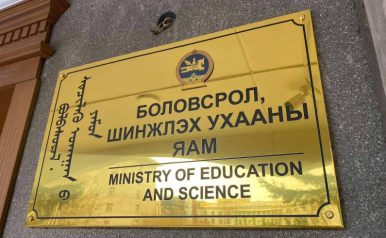 БОЛОВСРОЛ,
ШИНЖЛЭХ УХААНЫ
ЯАМ
MINISTRY OF EDUCATION
AND SCIENCE